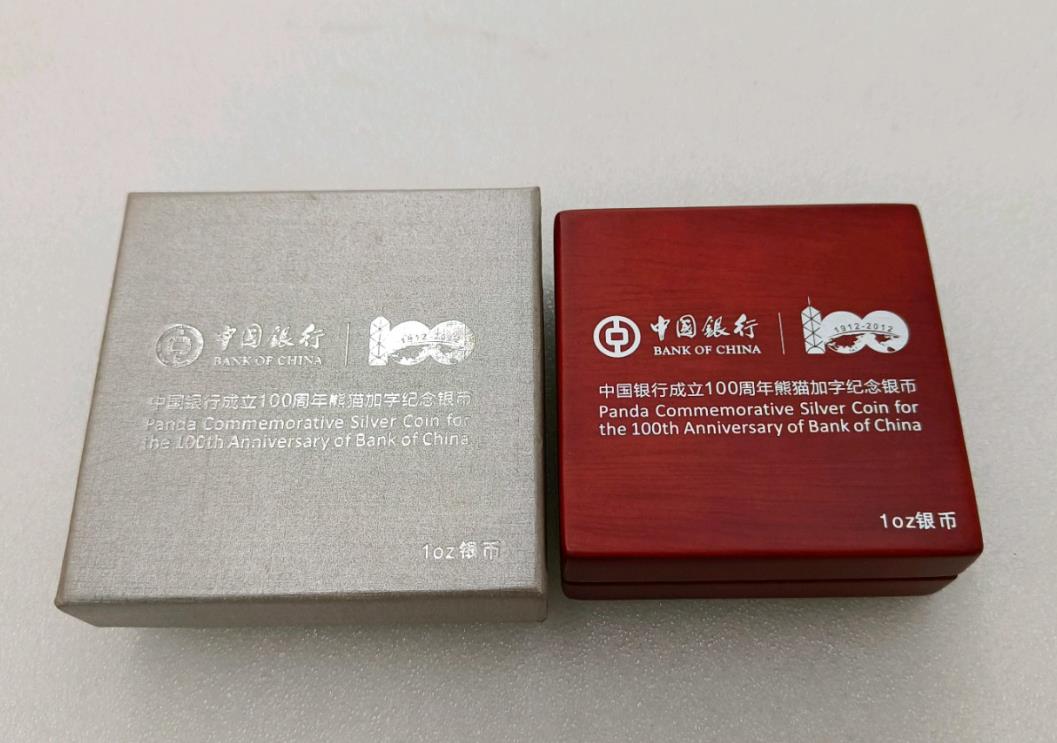 中国銀行
BANK OF CHINA
1912-2012
100
中国银行成立100周年熊猫加字纪念银币
Panda Commemorative Silver Coin for
the 100th Anniversary of Bank of China
1oz银币
中国銀行
BANK OF CHINA
1912-2012
100
中国银行成立100周年熊猫加字纪念银币
Panda Commemorative Silver Coin for
the 100th Anniversary of Bank of China
1oz银币